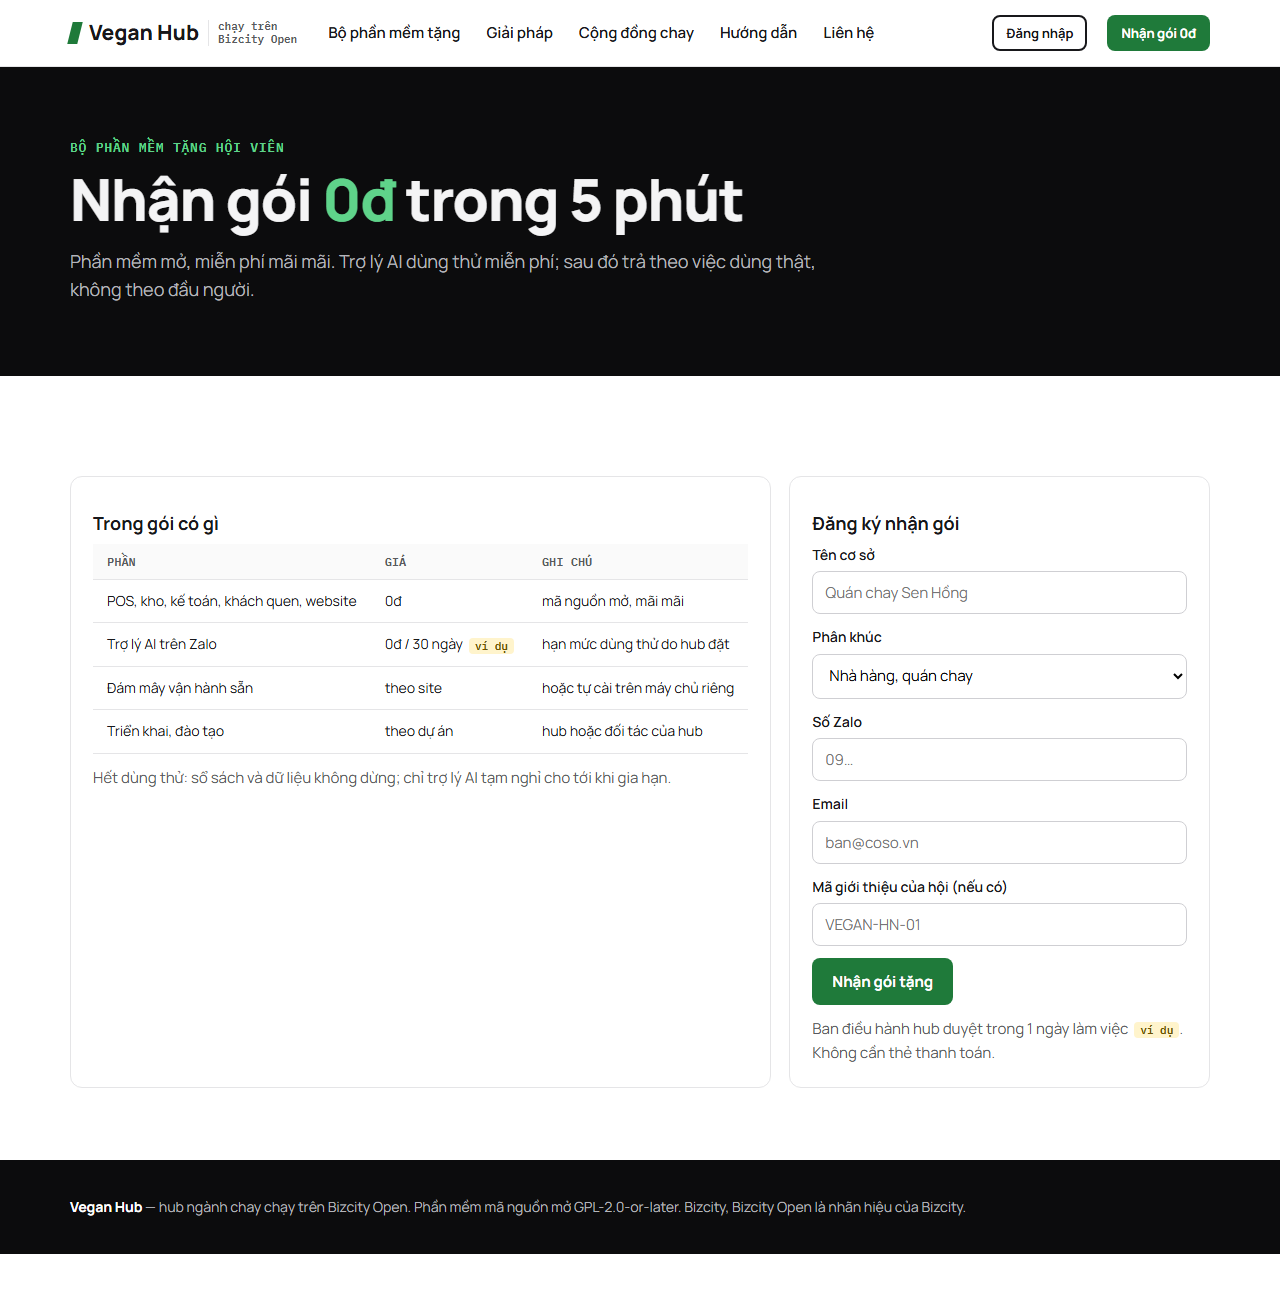 Vegan Hub
chạy trên
Bizcity Open
Bộ phần mềm tặng
Giải pháp
Cộng đồng chay
Hướng dẫn
Liên hệ
Đăng nhập
Nhận gói 0đ
BỘ PHẦN MỀM TẶNG HỘI VIÊN
Nhận gói 0đ trong 5 phút
Phần mềm mở, miễn phí mãi mãi. Trợ lý AI dùng thử miễn phí; sau đó trả theo việc dùng thật,
không theo đầu người.
Trong gói có gì
PHẦN GIÁ GHI CHÚ
POS, kho, kế toán, khách quen, website 0đ mã nguồn mở, mãi mãi
Trợ lý AI trên Zalo 0đ / 30 ngày ví dụ hạn mức dùng thử do hub đặt
Đám mây vận hành sẵn theo site hoặc tự cài trên máy chủ riêng
Triển khai, đào tạo theo dự án hub hoặc đối tác của hub
Hết dùng thử: sổ sách và dữ liệu không dừng; chỉ trợ lý AI tạm nghỉ cho tới khi gia hạn.
Đăng ký nhận gói
Tên cơ sở
Quán chay Sen Hồng
Phân khúc
Nhà hàng, quán chay
Số Zalo
09...
Email
ban@coso.vn
Mã giới thiệu của hội (nếu có)
VEGAN-HN-01
Nhận gói tặng
Ban điều hành hub duyệt trong 1 ngày làm việc ví dụ.
Không cần thẻ thanh toán.
Vegan Hub — hub ngành chay chạy trên Bizcity Open. Phần mềm mã nguồn mở GPL-2.0-or-later. Bizcity, Bizcity Open là nhãn hiệu của Bizcity.